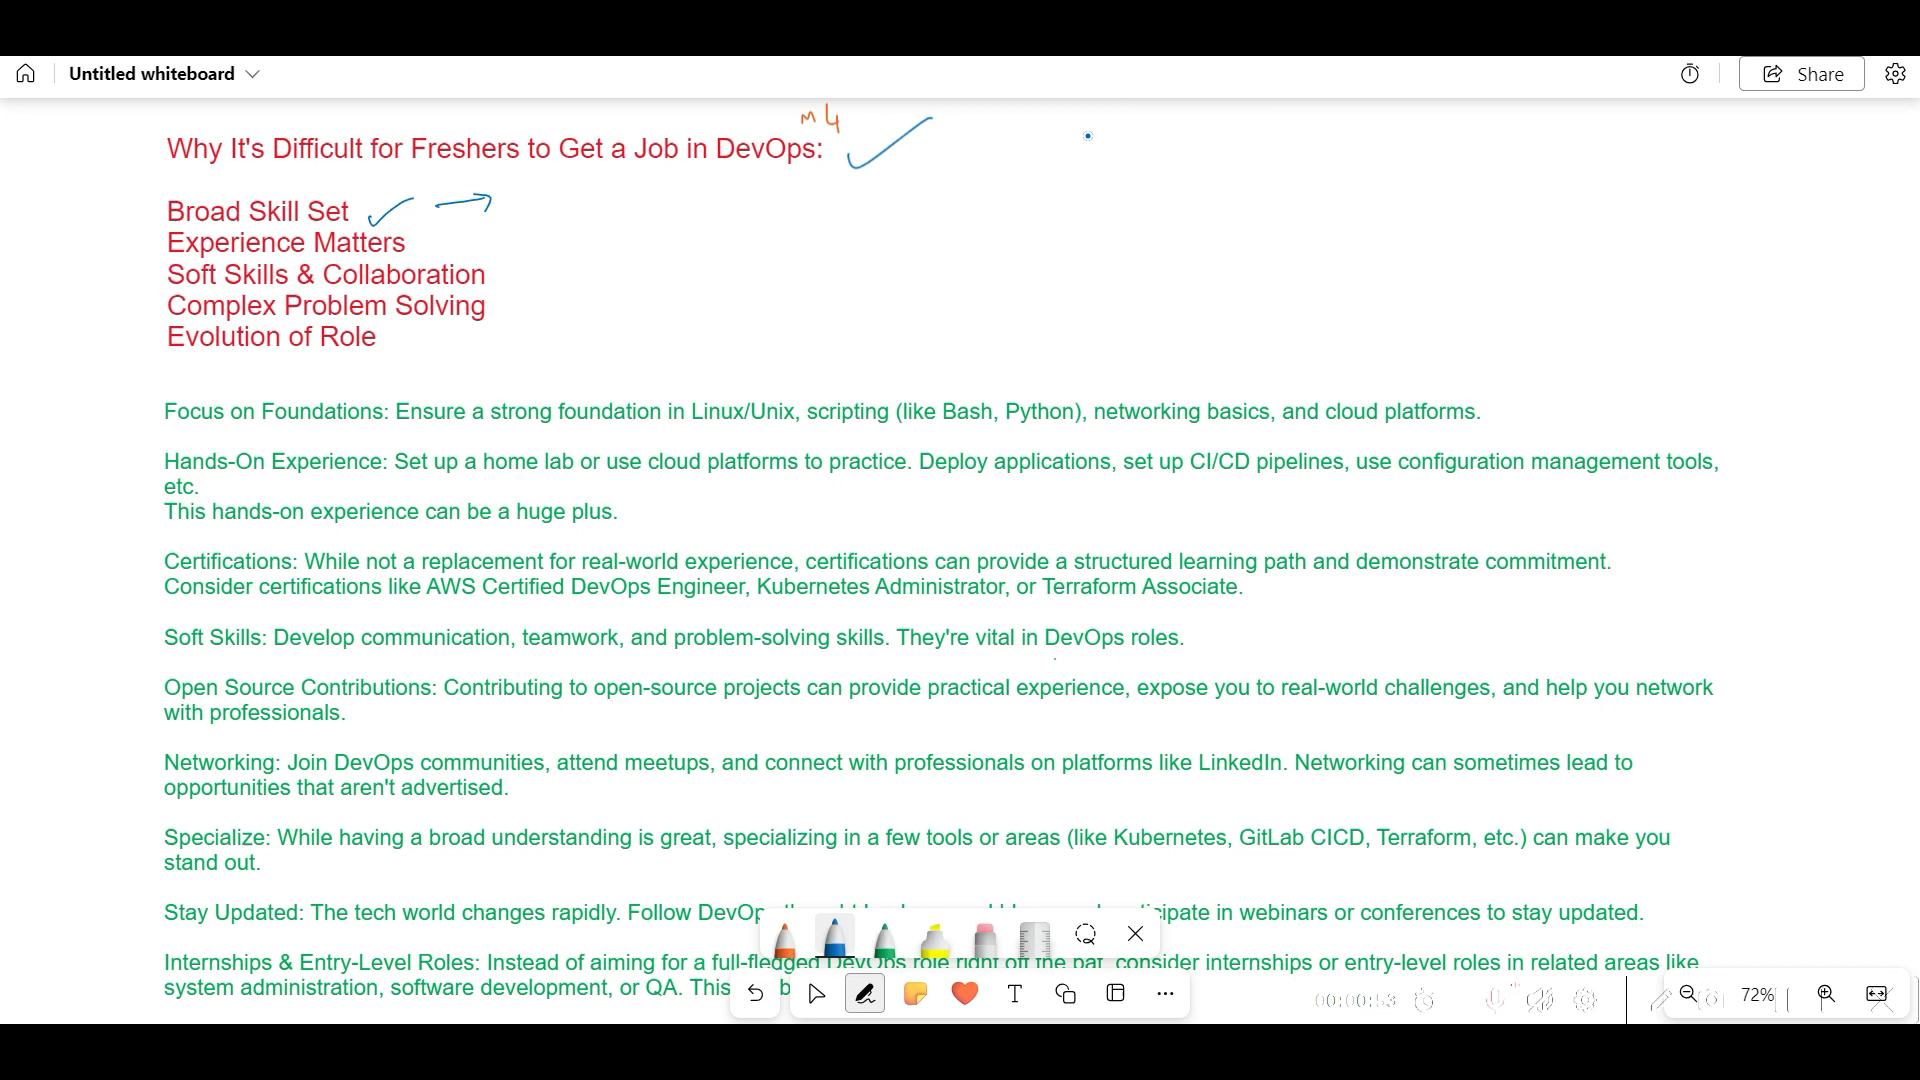 Untitled whiteboard
Share
m4
Why It's Difficult for Freshers to Get a Job in DevOps:
Broad Skill Set
Experience Matters
Soft Skills & Collaboration
Complex Problem Solving
Evolution of Role
Focus on Foundations: Ensure a strong foundation in Linux/Unix, scripting (like Bash, Python), networking basics, and cloud platforms.
Hands-On Experience: Set up a home lab or use cloud platforms to practice. Deploy applications, set up CI/CD pipelines, use configuration management tools,
etc.
This hands-on experience can be a huge plus.
Certifications: While not a replacement for real-world experience, certifications can provide a structured learning path and demonstrate commitment.
Consider certifications like AWS Certified DevOps Engineer, Kubernetes Administrator, or Terraform Associate.
Soft Skills: Develop communication, teamwork, and problem-solving skills. They're vital in DevOps roles.
Open Source Contributions: Contributing to open-source projects can provide practical experience, expose you to real-world challenges, and help you network
with professionals.
Networking: Join DevOps communities, attend meetups, and connect with professionals on platforms like LinkedIn. Networking can sometimes lead to
opportunities that aren't advertised.
Specialize: While having a broad understanding is great, specializing in a few tools or areas (like Kubernetes, GitLab CICD, Terraform, etc.) can make you
stand out.
Stay Updated: The tech world changes rapidly. Follow in webinars or conferences to stay updated.
Internships & Entry-Level Roles: Instead of aiming for a full-fledged DevOps role right off the bat, consider internships or entry-level roles in related areas like
system administration, software development, or QA. This
00:00:53
72%